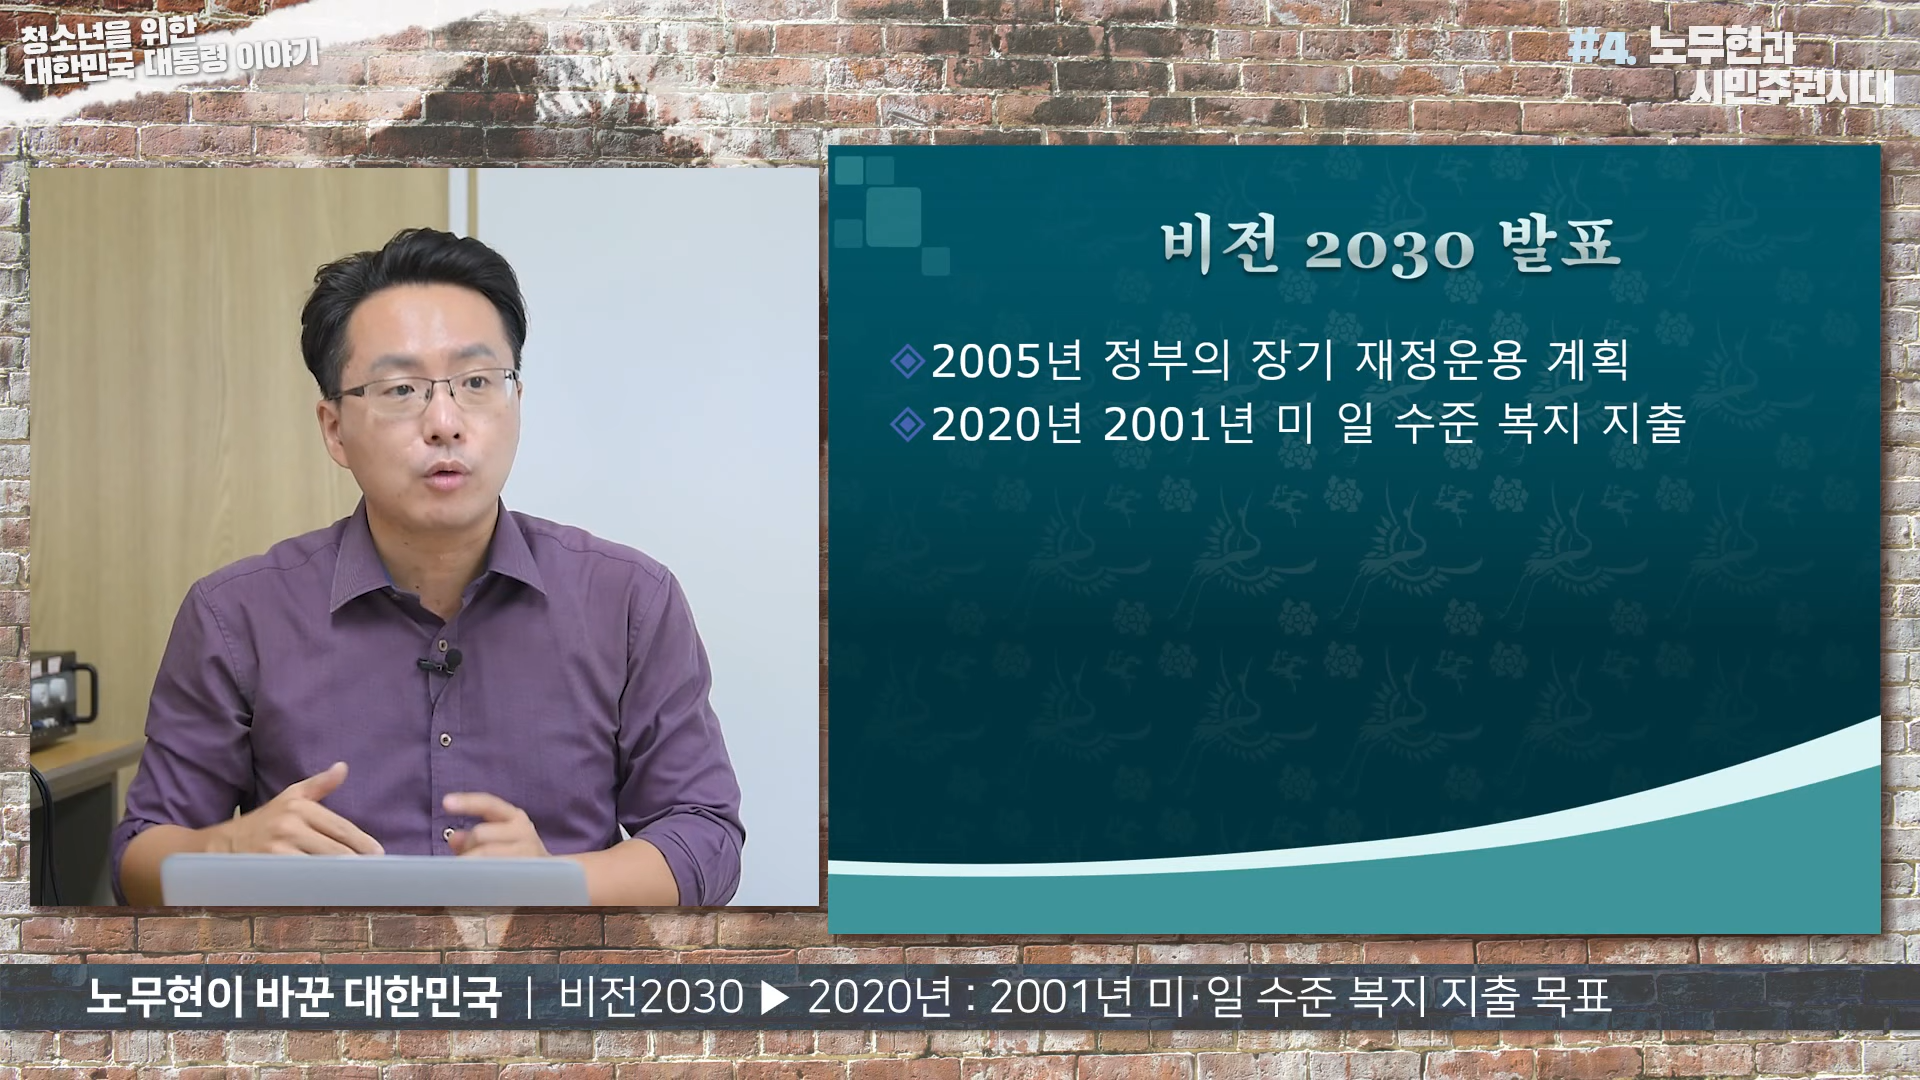 청소년을 위한
대한민국 대통령 이야기
#4. 노무현과
시민주권시대
비전 2030 발표
2005년 정부의 장기 재정운용 계획
2020년 2001년 미 일 수준 복지 지출
노무현이 바꾼 대한민국 | 비전2030 ▶ 2020년 : 2001년 미·일 수준 복지 지출 목표